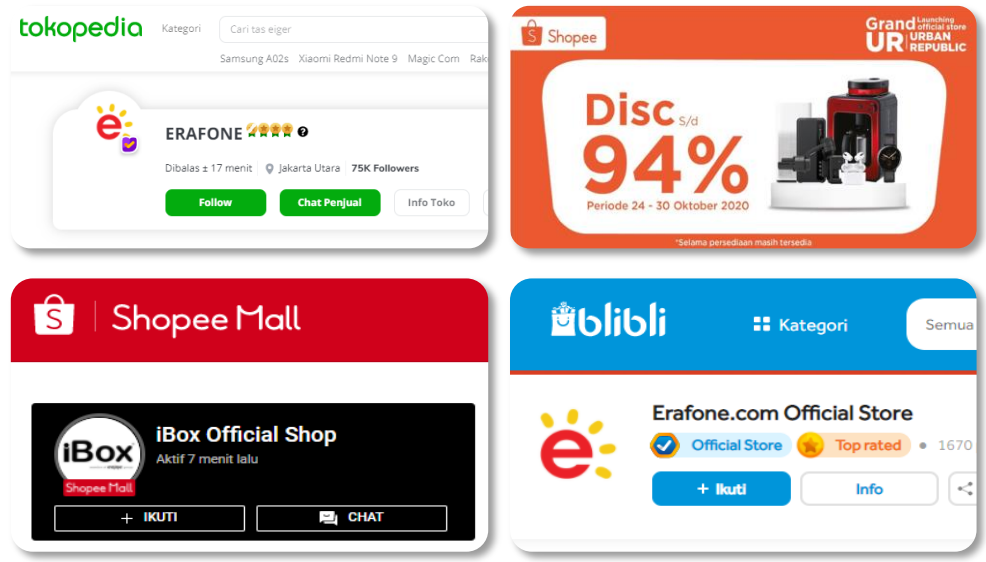 tokopedia
Kategori
Cari tas eiger
Samsung A02s Xiaomi Redmi Note 9 Magic Com Rak
ERAFONE
Dibalas ± 17 menit
Jakarta Utara
75K Followers
Follow
Chat Penjual
Info Toko
Shopee
Grand Launching official store
UR URBAN REPUBLIC
Disc s/d
94%
Periode 24 - 30 Oktober 2020
*Selama persediaan masih tersedia
Shopee Mall
iBox
Shopee Mall
iBox Official Shop
Aktif 7 menit lalu
+ IKUTI
CHAT
blibli
Kategori
Semua
Erafone.com Official Store
Official Store
Top rated
• 1670
+ Ikuti
Info